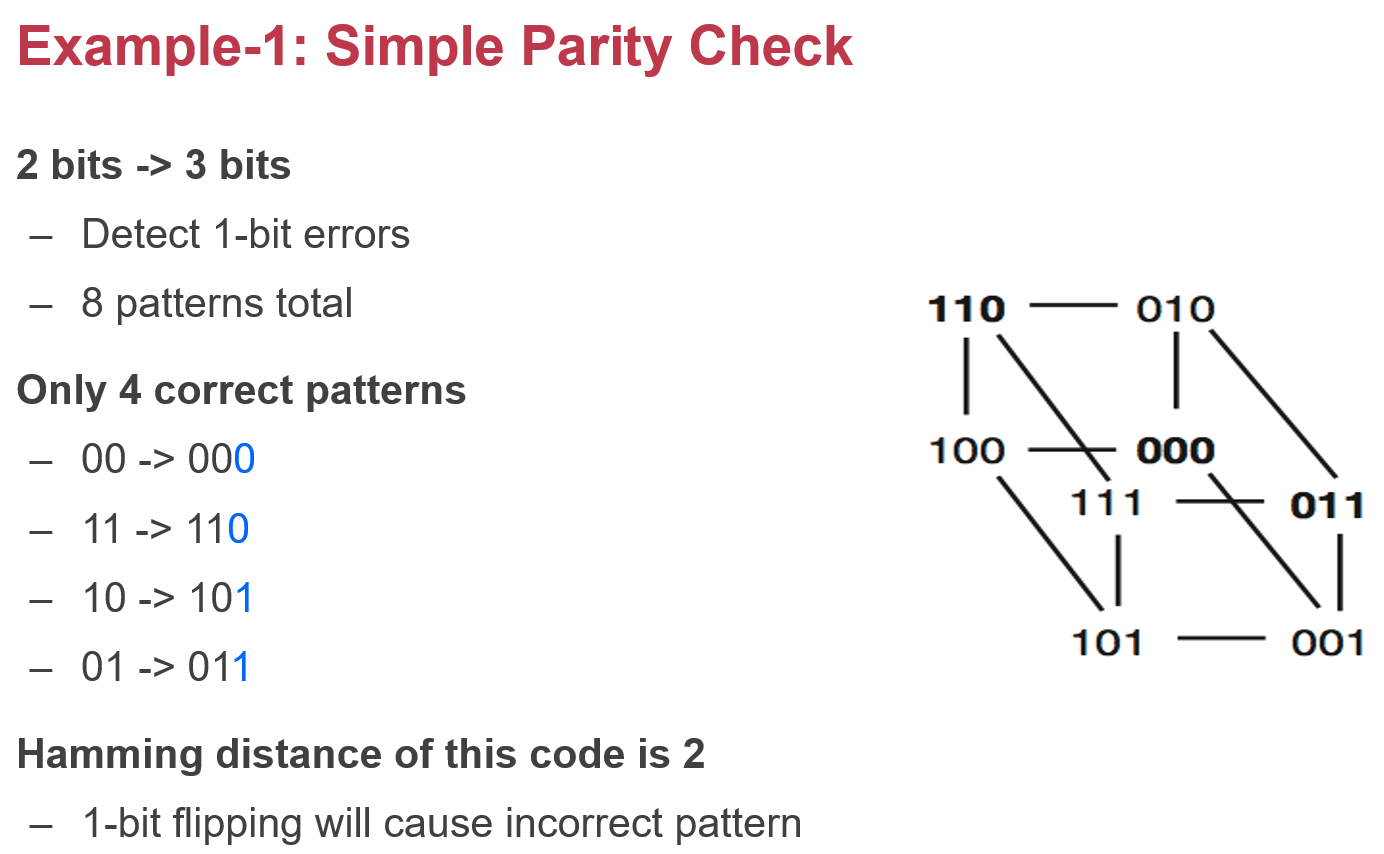 Example-1: Simple Parity Check
2 bits -> 3 bits
– Detect 1-bit errors
– 8 patterns total
Only 4 correct patterns
– 00 -> 000
– 11 -> 110
– 10 -> 101
– 01 -> 011
Hamming distance of this code is 2
– 1-bit flipping will cause incorrect pattern
110 010
100 000
111 011
101 001